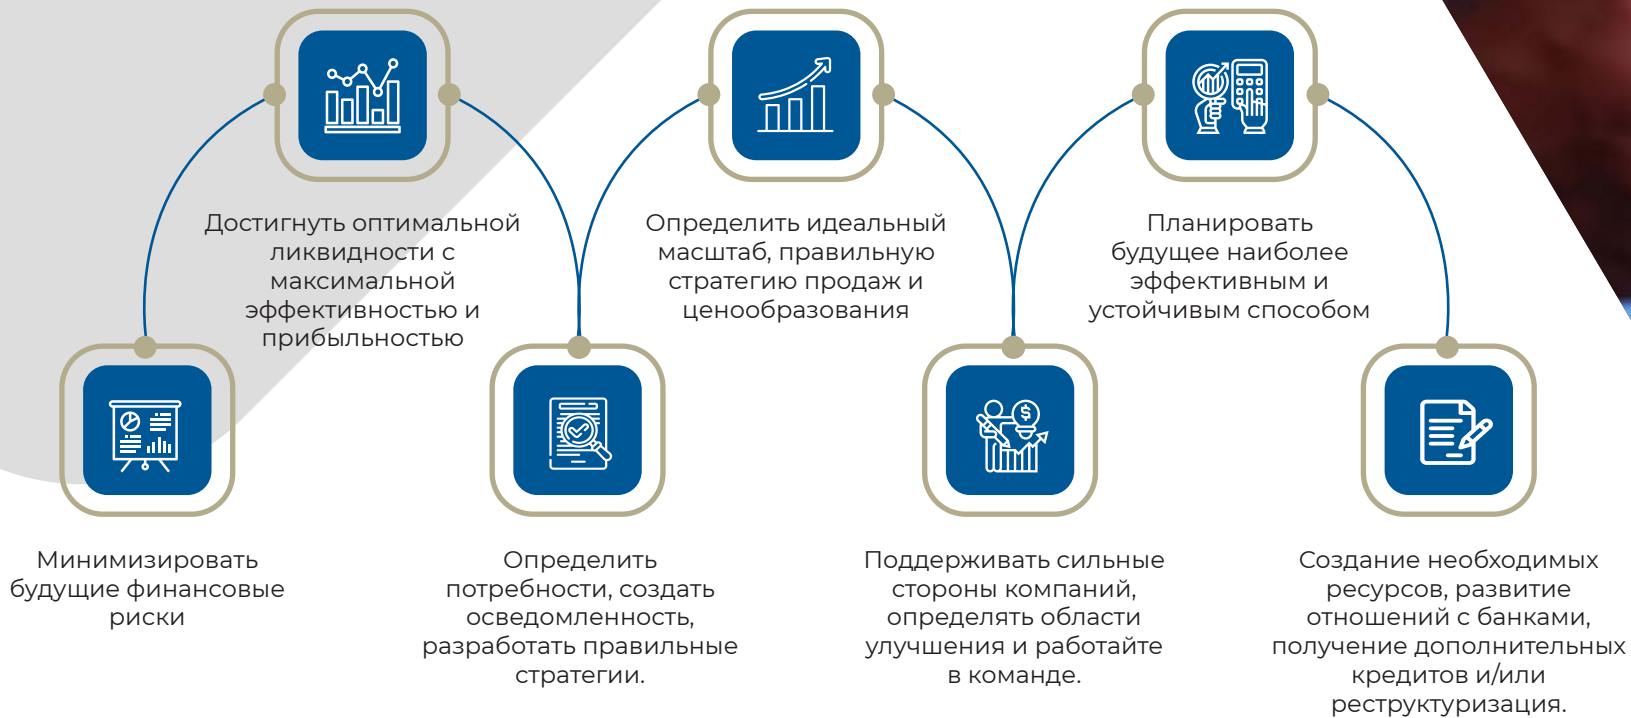 Достигнуть оптимальной
ликвидности с
максимальной
эффективностью и
прибыльностью
Определить идеальный
масштаб, правильную
стратегию продаж и
ценообразования
Планировать
будущее наиболее
эффективным и
устойчивым способом
Минимизировать
будущие финансовые
риски
Определить
потребности, создать
осведомленность,
разработать правильные
стратегии.
Поддерживать сильные
стороны компаний,
определять области
улучшения и работайте
в команде.
Создание необходимых
ресурсов, развитие
отношений с банками,
получение дополнительных
кредитов и/или
реструктуризация.